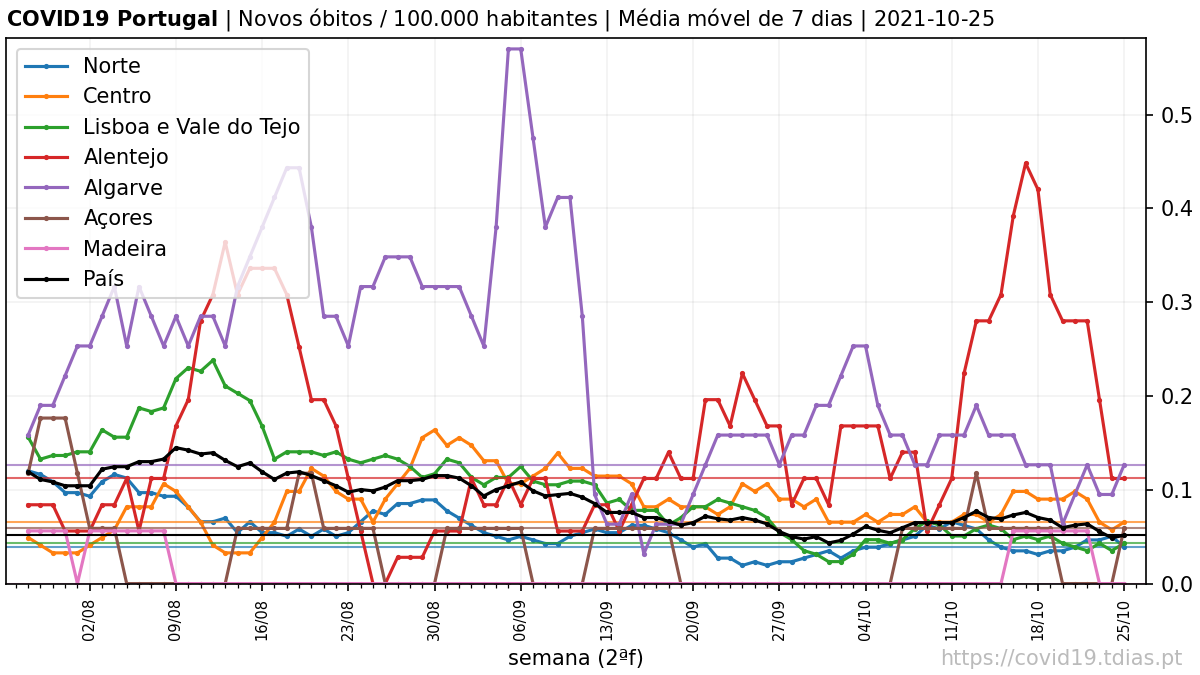 COVID19 Portugal | Novos óbitos / 100.000 habitantes | Média móvel de 7 dias | 2021-10-25
Norte
Centro
Lisboa e Vale do Tejo
Alentejo
Algarve
Açores
Madeira
País
0.5
0.4
0.3
0.2
0.1
0.0
02/08
09/08
16/08
23/08
30/08
06/09
13/09
20/09
27/09
04/10
11/10
18/10
25/10
semana (2ªf)
https://covid19.tdias.pt